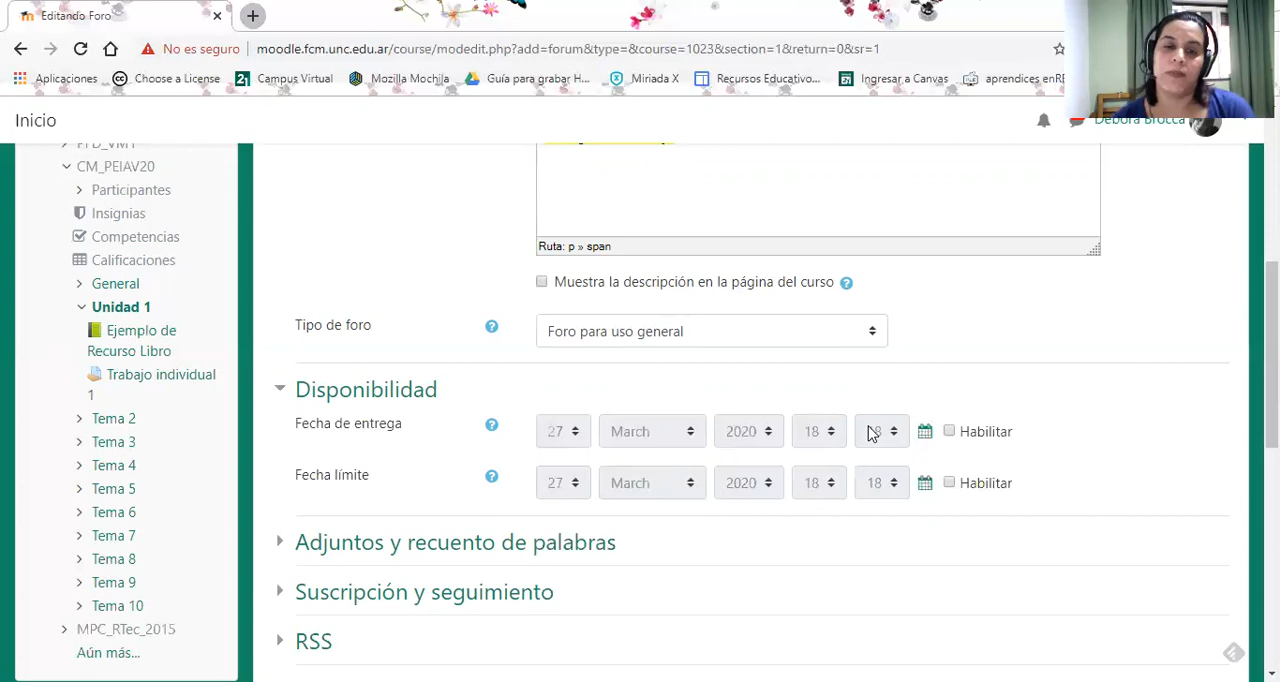 Editando Foro
No es seguro
moodle.fcm.unc.edu.ar/course/modedit.php?add=forum&type=&course=1023&section=1&return=0&sr=1
Aplicaciones
Choose a License
Campus Virtual
Mozilla Mochila
Guía para grabar H...
Miriada X
Recursos Educativo...
Ingresar a Canvas
aprendices enRE
Inicio
Debora Brocca
CM_PEIAV20
Participantes
Insignias
Competencias
Calificaciones
General
Unidad 1
Ejemplo de
Recurso Libro
Trabajo individual
1
Tema 2
Tema 3
Tema 4
Tema 5
Tema 6
Tema 7
Tema 8
Tema 9
Tema 10
MPC_RTec_2015
Aún más...
Ruta: p » span
Muestra la descripción en la página del curso
Tipo de foro
Foro para uso general
Disponibilidad
Fecha de entrega 27 March 2020 18 18 Habilitar
Fecha límite 27 March 2020 18 18 Habilitar
Adjuntos y recuento de palabras
Suscripción y seguimiento
RSS